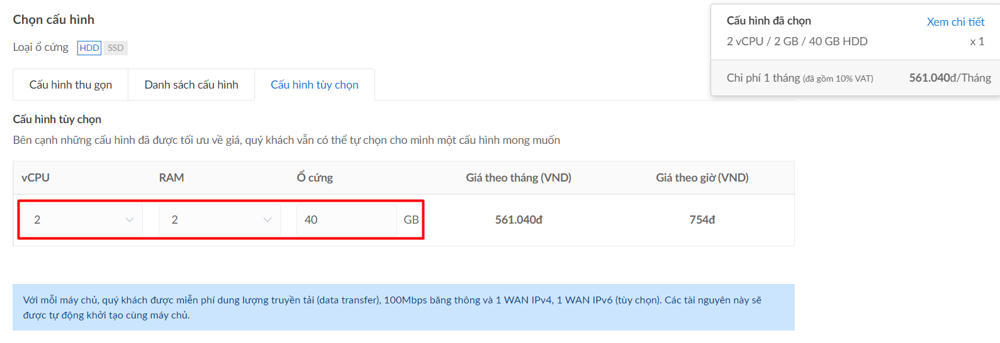 Chọn cấu hình
Loại ổ cứng HDD SSD
Cấu hình thu gọn Danh sách cấu hình Cấu hình tùy chọn
Cấu hình đã chọn Xem chi tiết
2 vCPU / 2 GB / 40 GB HDD x 1
Chi phí 1 tháng (đã gồm 10% VAT) 561.040đ/Tháng
Cấu hình tùy chọn
Bên cạnh những cấu hình đã được tối ưu về giá, quý khách vẫn có thể tự chọn cho mình một cấu hình mong muốn
vCPU RAM Ổ cứng Giá theo tháng (VND) Giá theo giờ (VND)
2 2 40 GB 561.040đ 754đ
Với mỗi máy chủ, quý khách được miễn phí dung lượng truyền tải (data transfer), 100Mbps băng thông và 1 WAN IPv4, 1 WAN IPv6 (tùy chọn). Các tài nguyên này sẽ
được tự động khởi tạo cùng máy chủ.